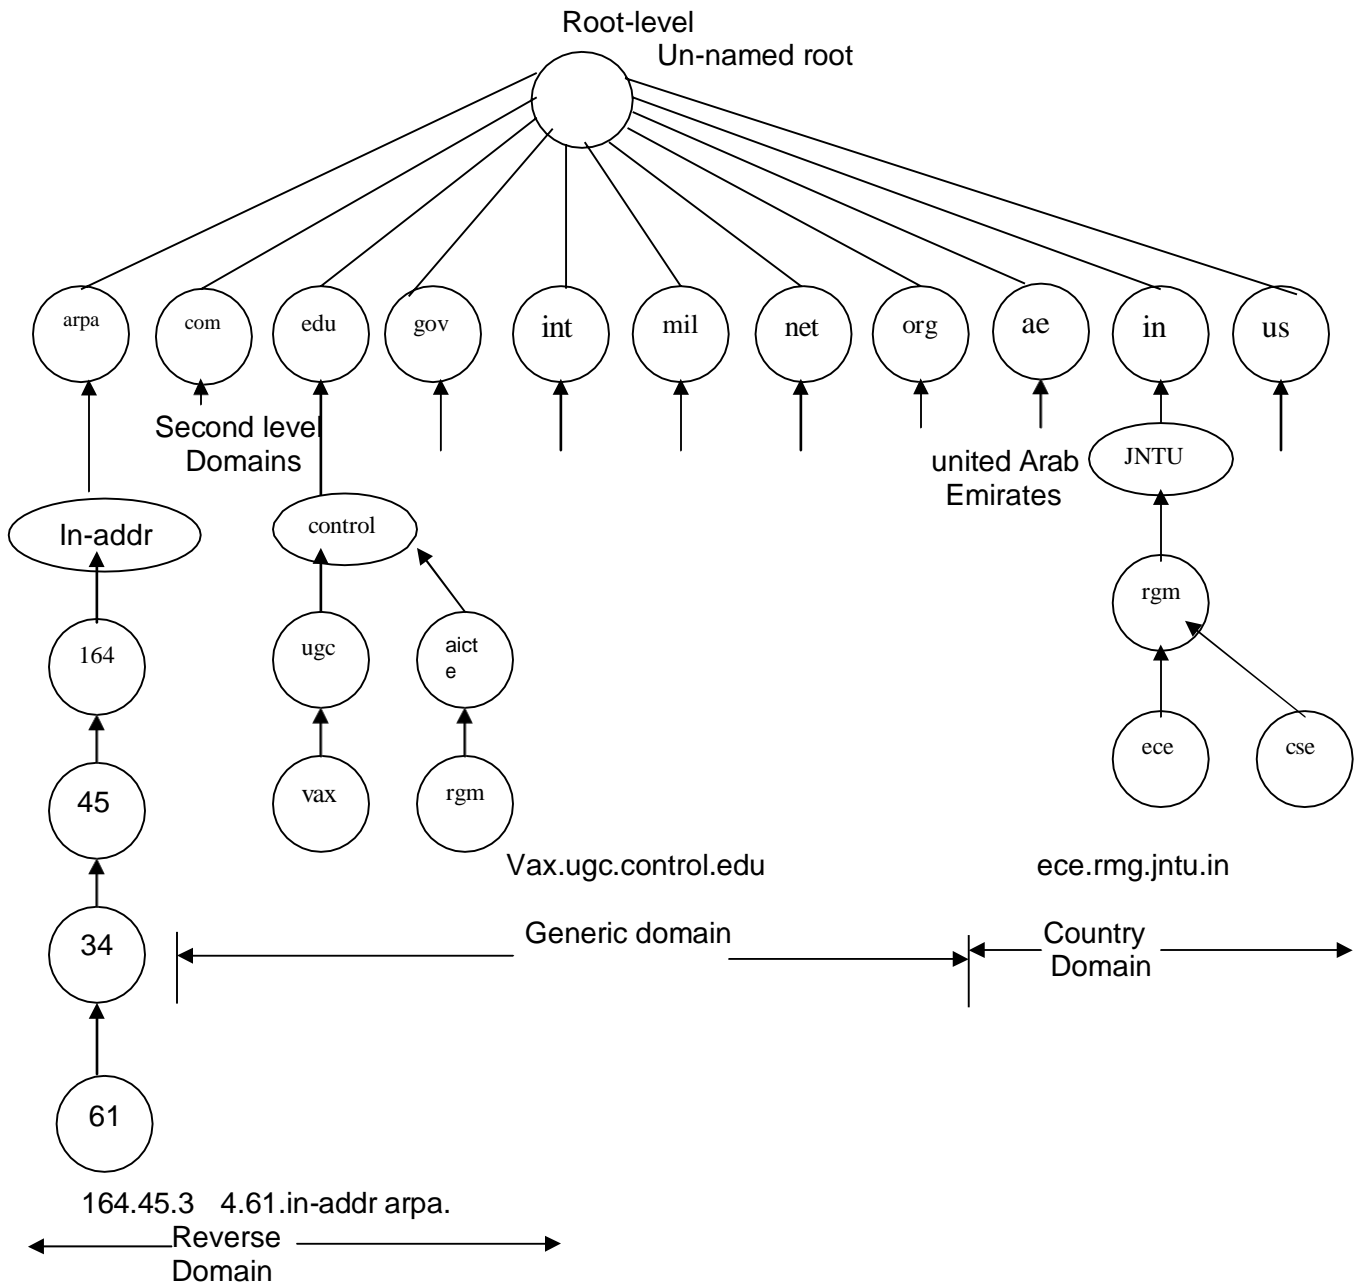 Root-level
Un-named root
arpa
com
edu
gov
int
mil
net
org
ae
in
us
Second level
Domains
united Arab
Emirates
JNTU
In-addr
control
rgm
164
ugc
aict
e
ece
cse
45
vax
rgm
Vax.ugc.control.edu
ece.rmg.jntu.in
34
Generic domain
Country
Domain
61
164.45.3 4.61.in-addr arpa.
Reverse
Domain